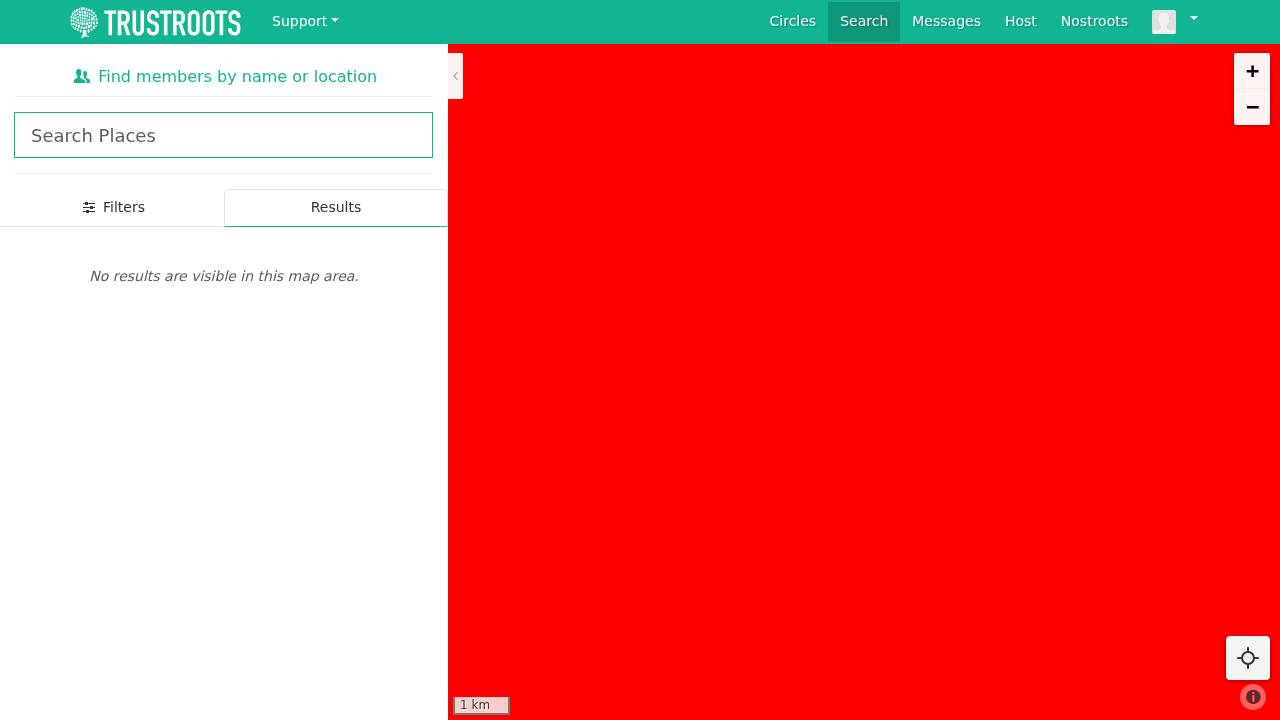 TRUSTROOTS Support Circles Search Messages Host Nostroots
Find members by name or location
Search Places
Filters Results
No results are visible in this map area.
+
−
1 km